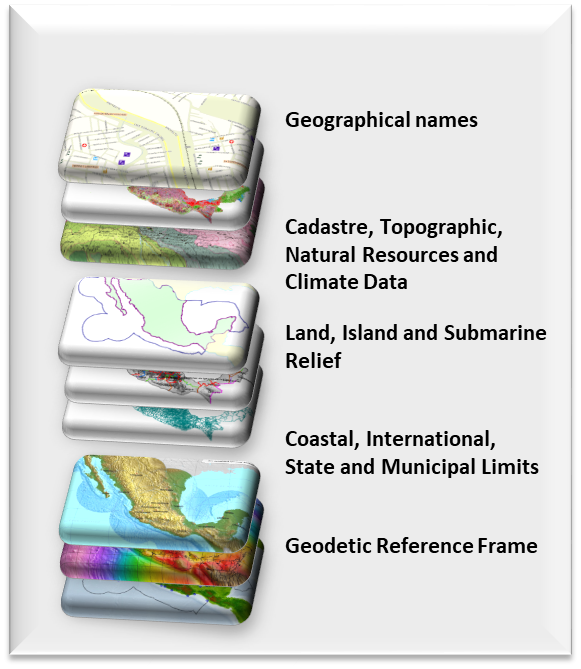 Geographical names
Cadastre, Topographic,
Natural Resources and
Climate Data
Land, Island and Submarine
Relief
Coastal, International,
State and Municipal Limits
Geodetic Reference Frame